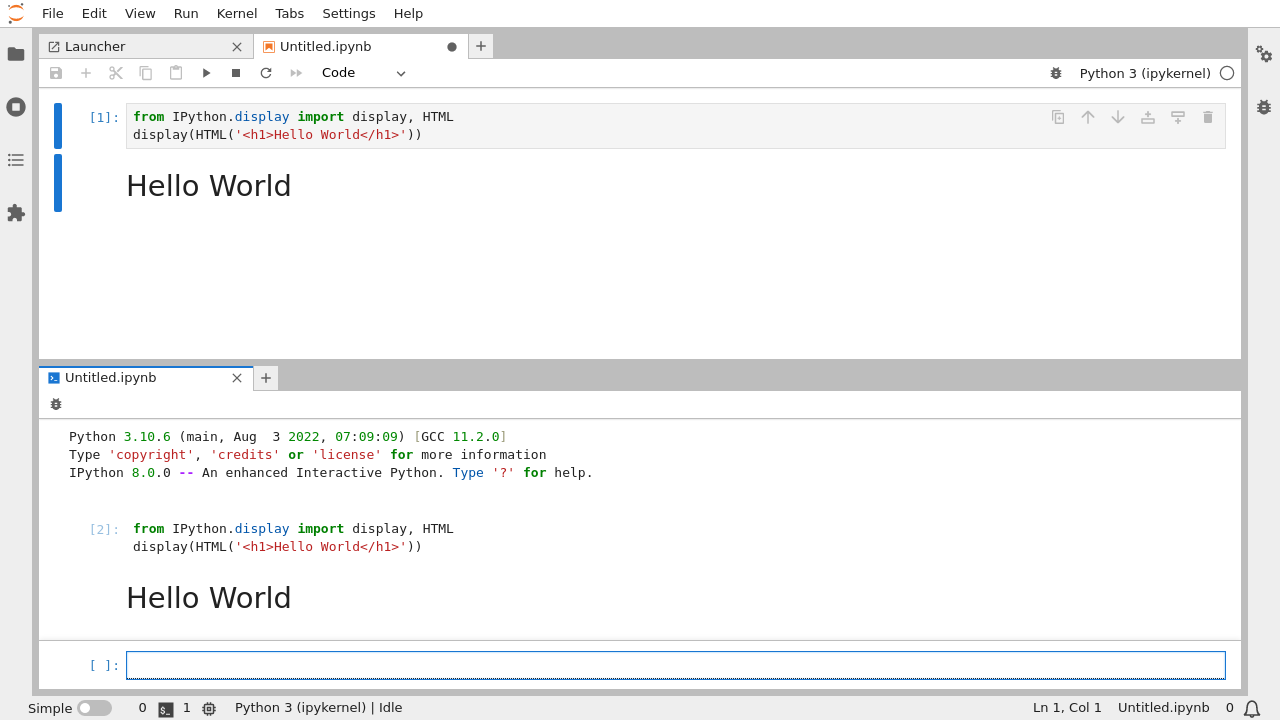 File Edit View Run Kernel Tabs Settings Help
Launcher
Untitled.ipynb
Code
Python 3 (ipykernel)
[1]:
from IPython.display import display, HTML
display(HTML('<h1>Hello World</h1>'))
Hello World
Untitled.ipynb
Python 3.10.6 (main, Aug  3 2022, 07:09:09) [GCC 11.2.0]
Type 'copyright', 'credits' or 'license' for more information
IPython 8.0.0 -- An enhanced Interactive Python. Type '?' for help.
[2]:
from IPython.display import display, HTML
display(HTML('<h1>Hello World</h1>'))
Hello World
[ ]:
Simple 0 $_ 1 Python 3 (ipykernel) | Idle Ln 1, Col 1 Untitled.ipynb 0